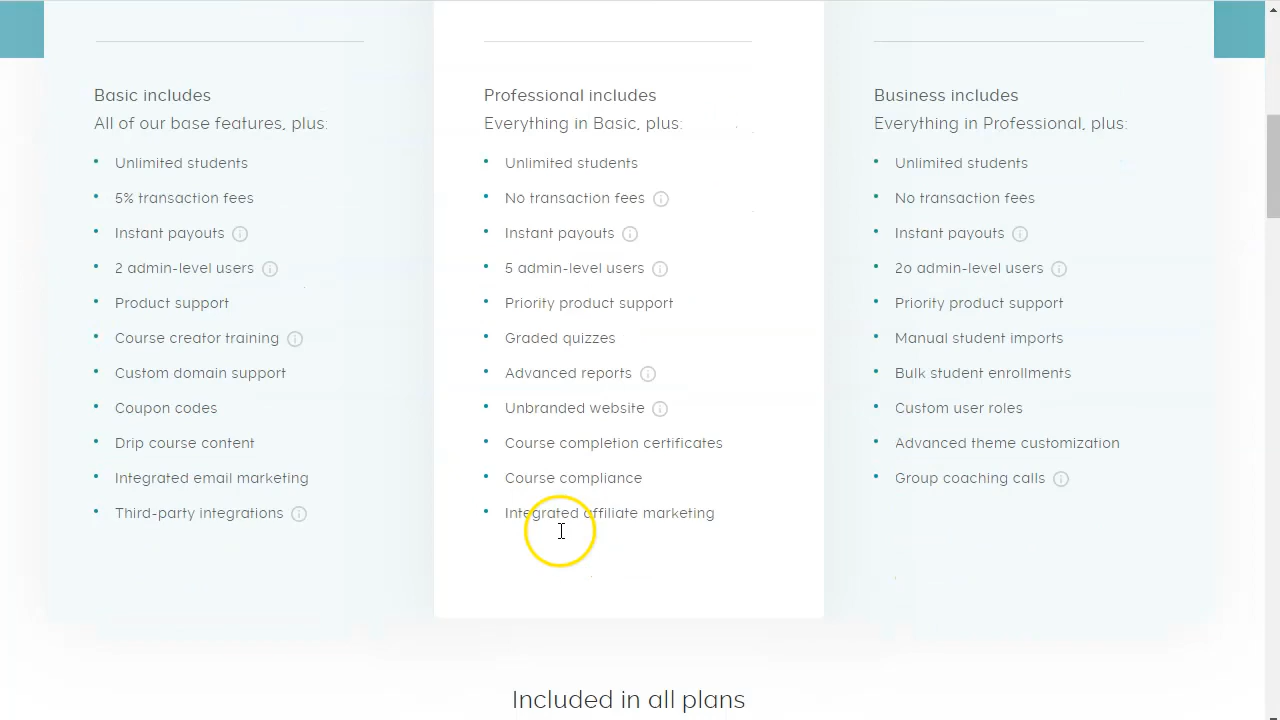 Basic includes
All of our base features, plus:
Unlimited students
5% transaction fees
Instant payouts
2 admin-level users
Product support
Course creator training
Custom domain support
Coupon codes
Drip course content
Integrated email marketing
Third-party integrations
Professional includes
Everything in Basic, plus:
Unlimited students
No transaction fees
Instant payouts
5 admin-level users
Priority product support
Graded quizzes
Advanced reports
Unbranded website
Course completion certificates
Course compliance
Integrated affiliate marketing
Business includes
Everything in Professional, plus:
Unlimited students
No transaction fees
Instant payouts
20 admin-level users
Priority product support
Manual student imports
Bulk student enrollments
Custom user roles
Advanced theme customization
Group coaching calls
Included in all plans